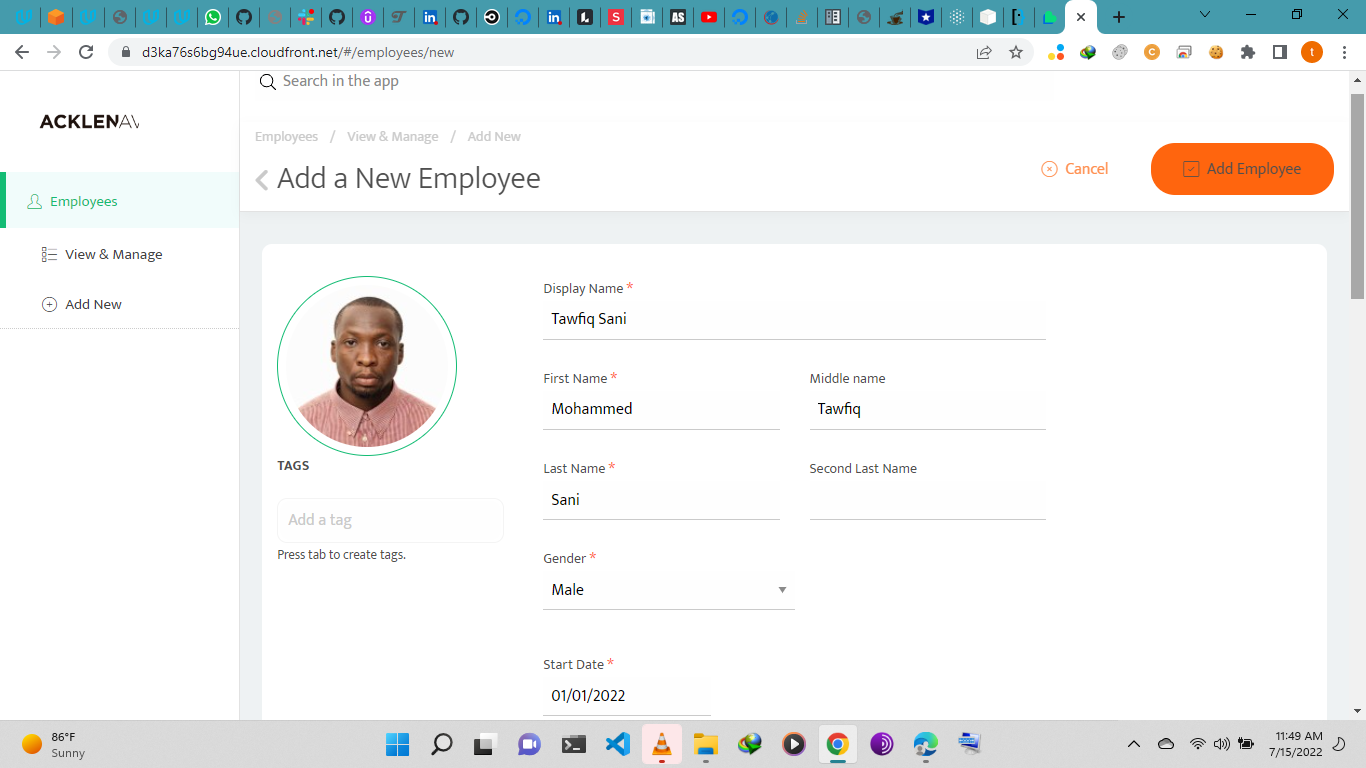 d3ka76s6bg94ue.cloudfront.net/#/employees/new
Search in the app
ACKLENAV
Employees / View & Manage / Add New
Add a New Employee
Cancel
Add Employee
Employees
View & Manage
Add New
TAGS
Add a tag
Press tab to create tags.
Display Name *
Tawfiq Sani
First Name *
Mohammed
Middle name
Tawfiq
Last Name *
Sani
Second Last Name
Gender *
Male
Start Date *
01/01/2022
86°F
Sunny
11:49 AM
7/15/2022